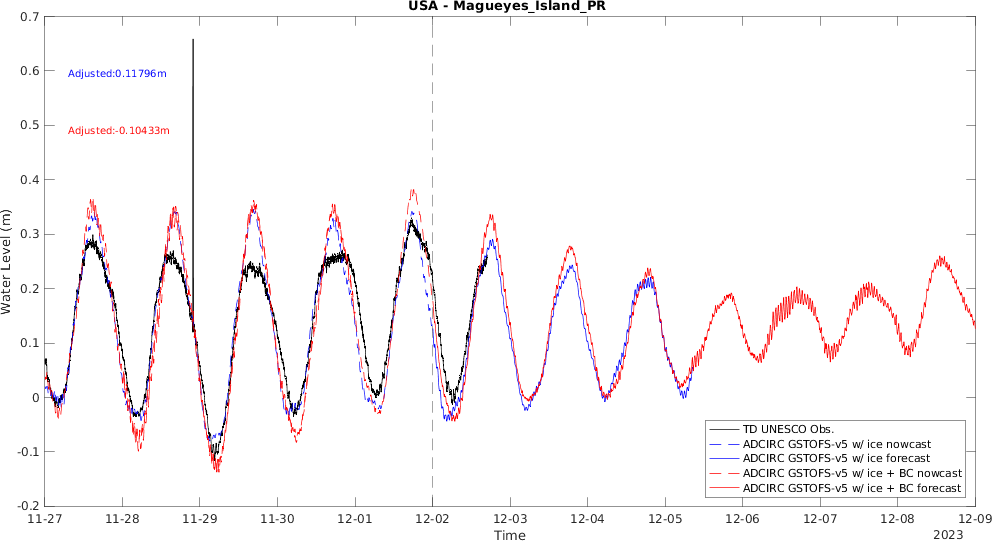 USA - Magueyes_Island_PR
0.7
0.6
0.5
0.4
0.3
0.2
0.1
0
-0.1
-0.2
Water Level (m)
Adjusted:0.11796m
Adjusted:-0.10433m
TD UNESCO Obs.
ADCIRC GSTOFS-v5 w/ ice nowcast
ADCIRC GSTOFS-v5 w/ ice forecast
ADCIRC GSTOFS-v5 w/ ice + BC nowcast
ADCIRC GSTOFS-v5 w/ ice + BC forecast
11-27 11-28 11-29 11-30 12-01 12-02 12-03 12-04 12-05 12-06 12-07 12-08 12-09
Time
2023